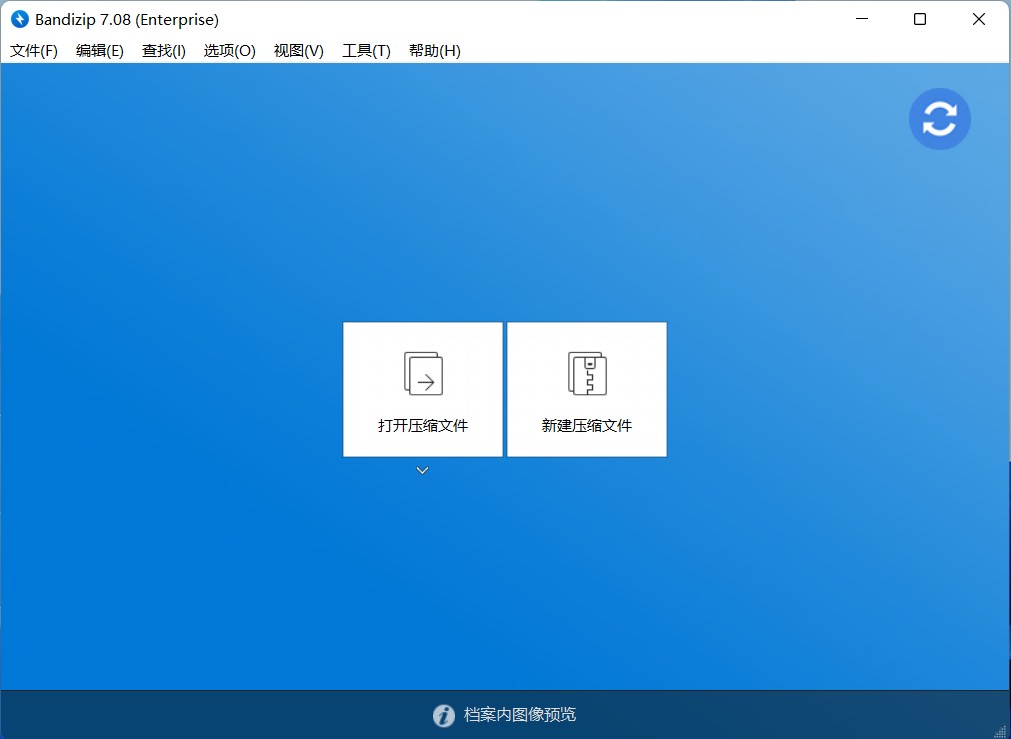 Bandizip 7.08 (Enterprise)
文件(F) 编辑(E) 查找(I) 选项(O) 视图(V) 工具(T) 帮助(H)
打开压缩文件 新建压缩文件
档案内图像预览